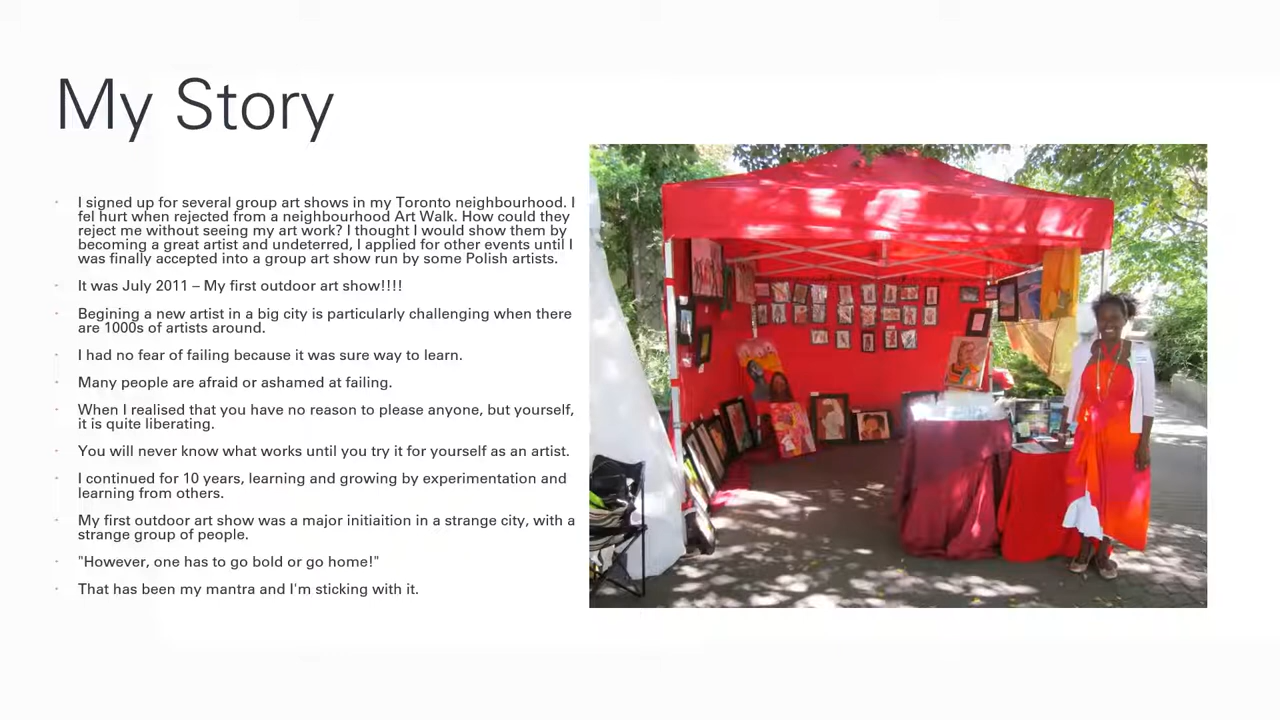 My Story
I signed up for several group art shows in my Toronto neighbourhood. I
fel hurt when rejected from a neighbourhood Art Walk. How could they
reject me without seeing my art work? I thought I would show them by
becoming a great artist and undeterred, I applied for other events until I
was finally accepted into a group art show run by some Polish artists.
It was July 2011 – My first outdoor art show!!!!
Begining a new artist in a big city is particularly challenging when there
are 1000s of artists around.
I had no fear of failing because it was sure way to learn.
Many people are afraid or ashamed at failing.
When I realised that you have no reason to please anyone, but yourself,
it is quite liberating.
You will never know what works until you try it for yourself as an artist.
I continued for 10 years, learning and growing by experimentation and
learning from others.
My first outdoor art show was a major initiaition in a strange city, with a
strange group of people.
"However, one has to go bold or go home!"
That has been my mantra and I'm sticking with it.